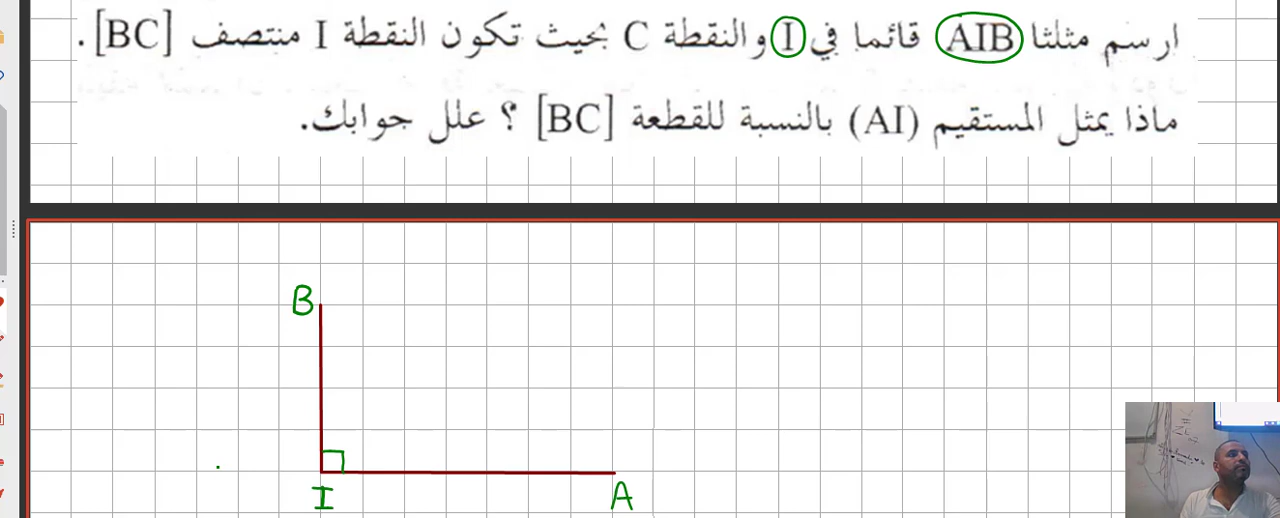 ارسم مثلثا AIB قائما في I والنقطة C بحيث تكون النقطة I منتصف [BC].
ماذا يمثل المستقيم (AI) بالنسبة للقطعة [BC] ؟ علل جوابك.
B
I
A